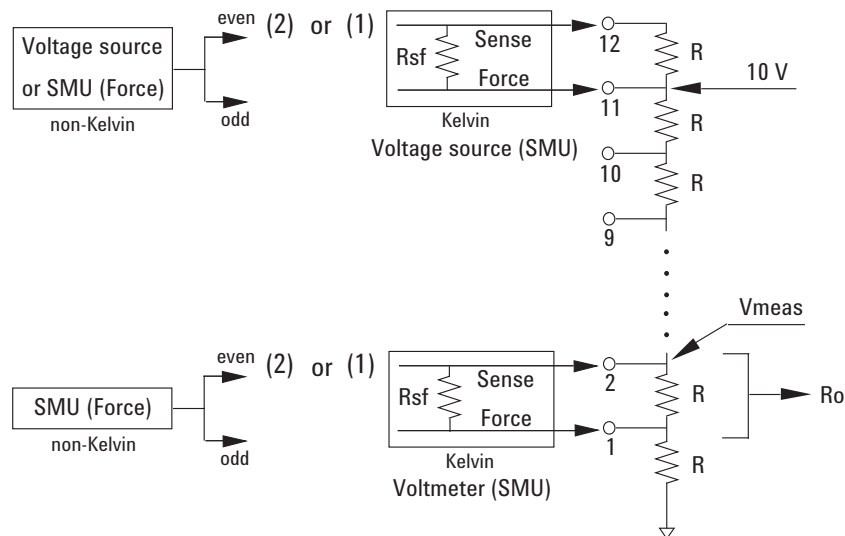 Voltage source
or SMU (Force)
non-Kelvin
even
odd
(2) or (1)
Rsf
Sense
Force
Kelvin
Voltage source (SMU)
12
11
10
9
R
R
R
10 V
Vmeas
SMU (Force)
non-Kelvin
even
odd
(2) or (1)
Rsf
Sense
Force
Kelvin
Voltmeter (SMU)
2
1
R
R
Ro